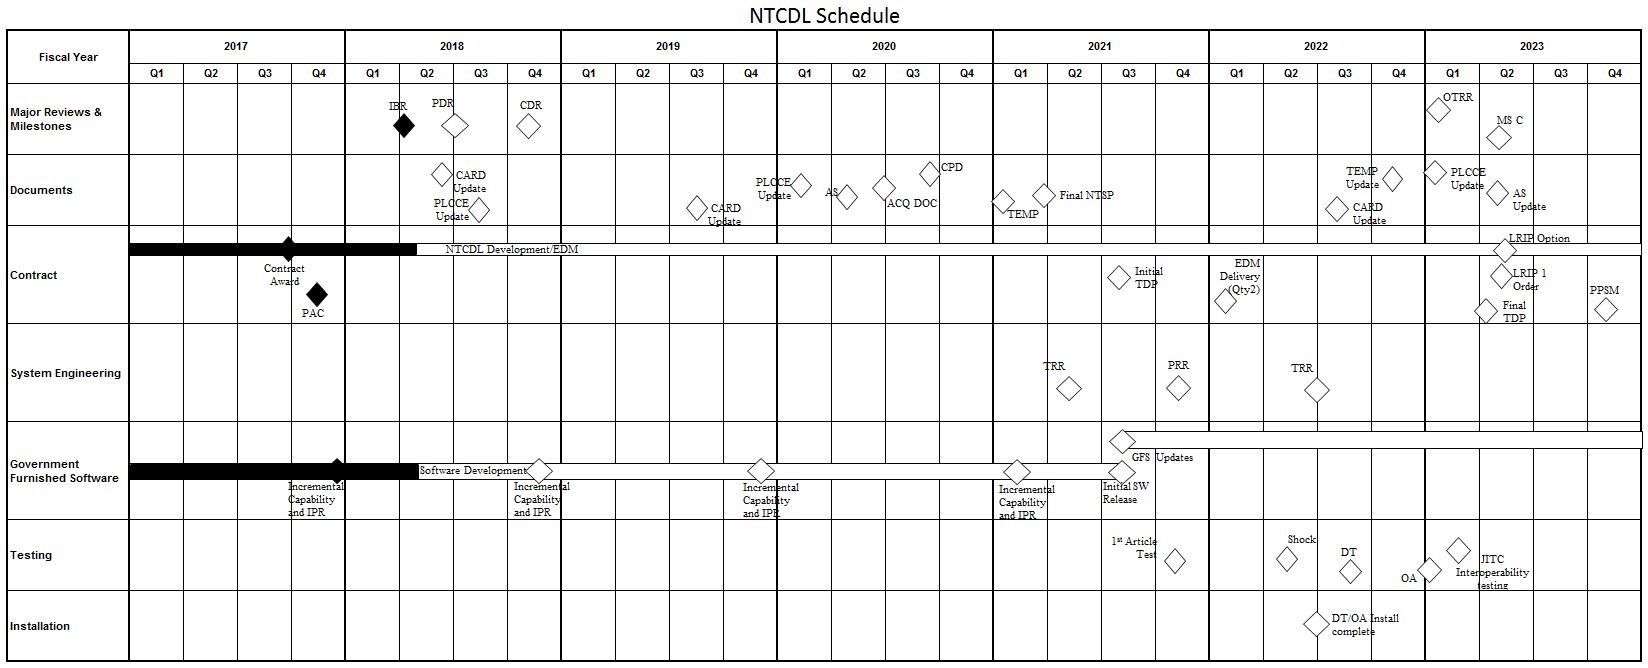 NTCDL Schedule
Fiscal Year
2017
2018
2019
2020
2021
2022
2023
Q1 Q2 Q3 Q4 Q1 Q2 Q3 Q4 Q1 Q2 Q3 Q4 Q1 Q2 Q3 Q4 Q1 Q2 Q3 Q4 Q1 Q2 Q3 Q4 Q1 Q2 Q3 Q4
Major Reviews &
Milestones
IBR
PDR
CDR
OTRR
MS C
Documents
CARD
Update
PLCCE
Update
CARD
Update
PLCCE
Update
AS
ACQ DOC
CPD
TEMP
Final NTSP
TEMP
Update
CARD
Update
PLCCE
Update
AS
Update
Contract
NTCDL Development/EDM
Contract
Award
PAC
Initial
TDP
EDM
Delivery
(Qty2)
LRIP Option
LRIP 1
Order
Final
TDP
PPSM
System Engineering
TRR
PRR
TRR
Government
Furnished Software
Software Development
Incremental
Capability
and IPR
Incremental
Capability
and IPR
Incremental
Capability
and IPR
Incremental
Capability
and IPR
GFS Updates
Initial SW
Release
Testing
1st Article
Test
Shock
DT
OA
JITC
Interoperability
testing
Installation
DT/OA Install
complete